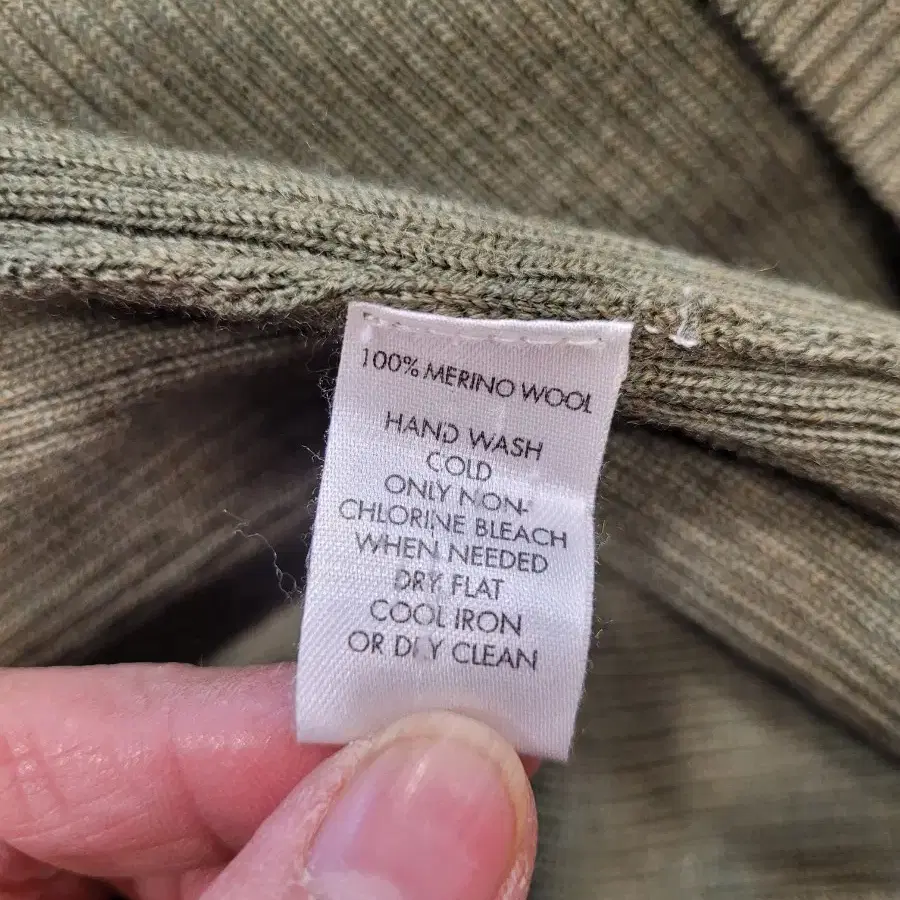 100% MERINO WOOL
HAND WASH
COLD
ONLY NON-
CHLORINE BLEACH
WHEN NEEDED
DRY FLAT
COOL IRON
OR DRY CLEAN